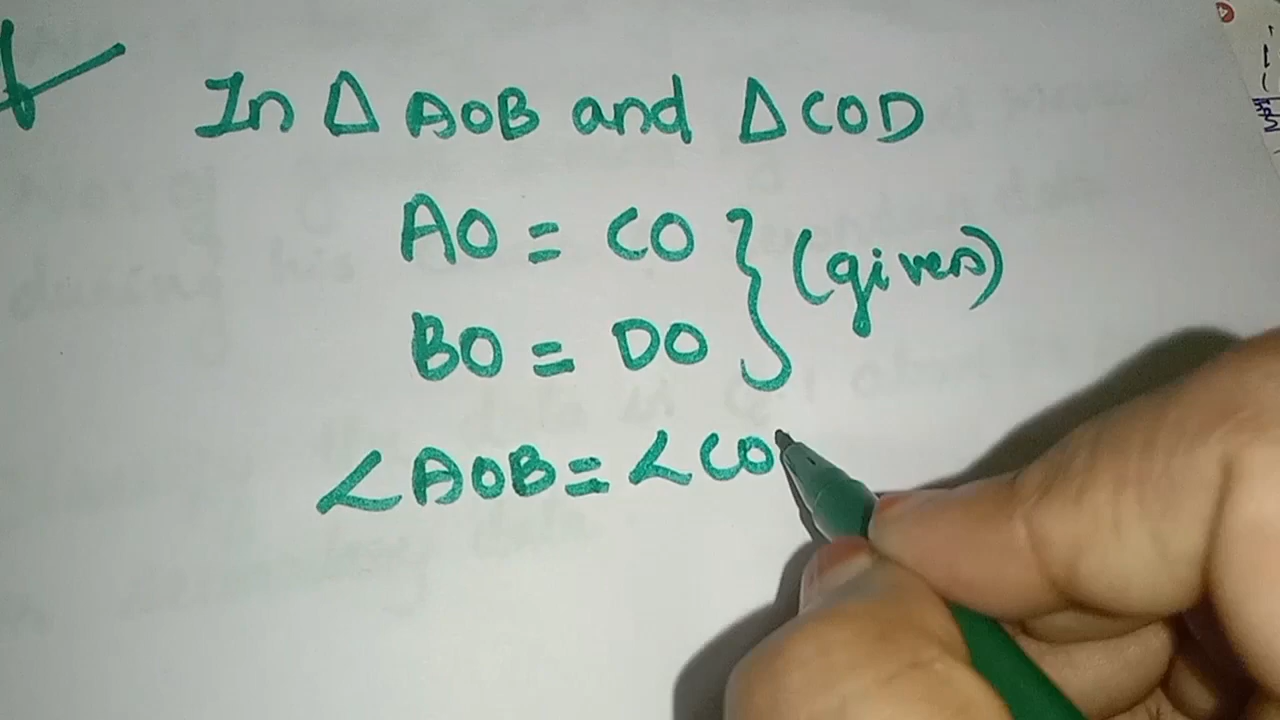 In Δ AOB and Δ COD
AO = CO
BO = DO } (given)
∠AOB = ∠CO